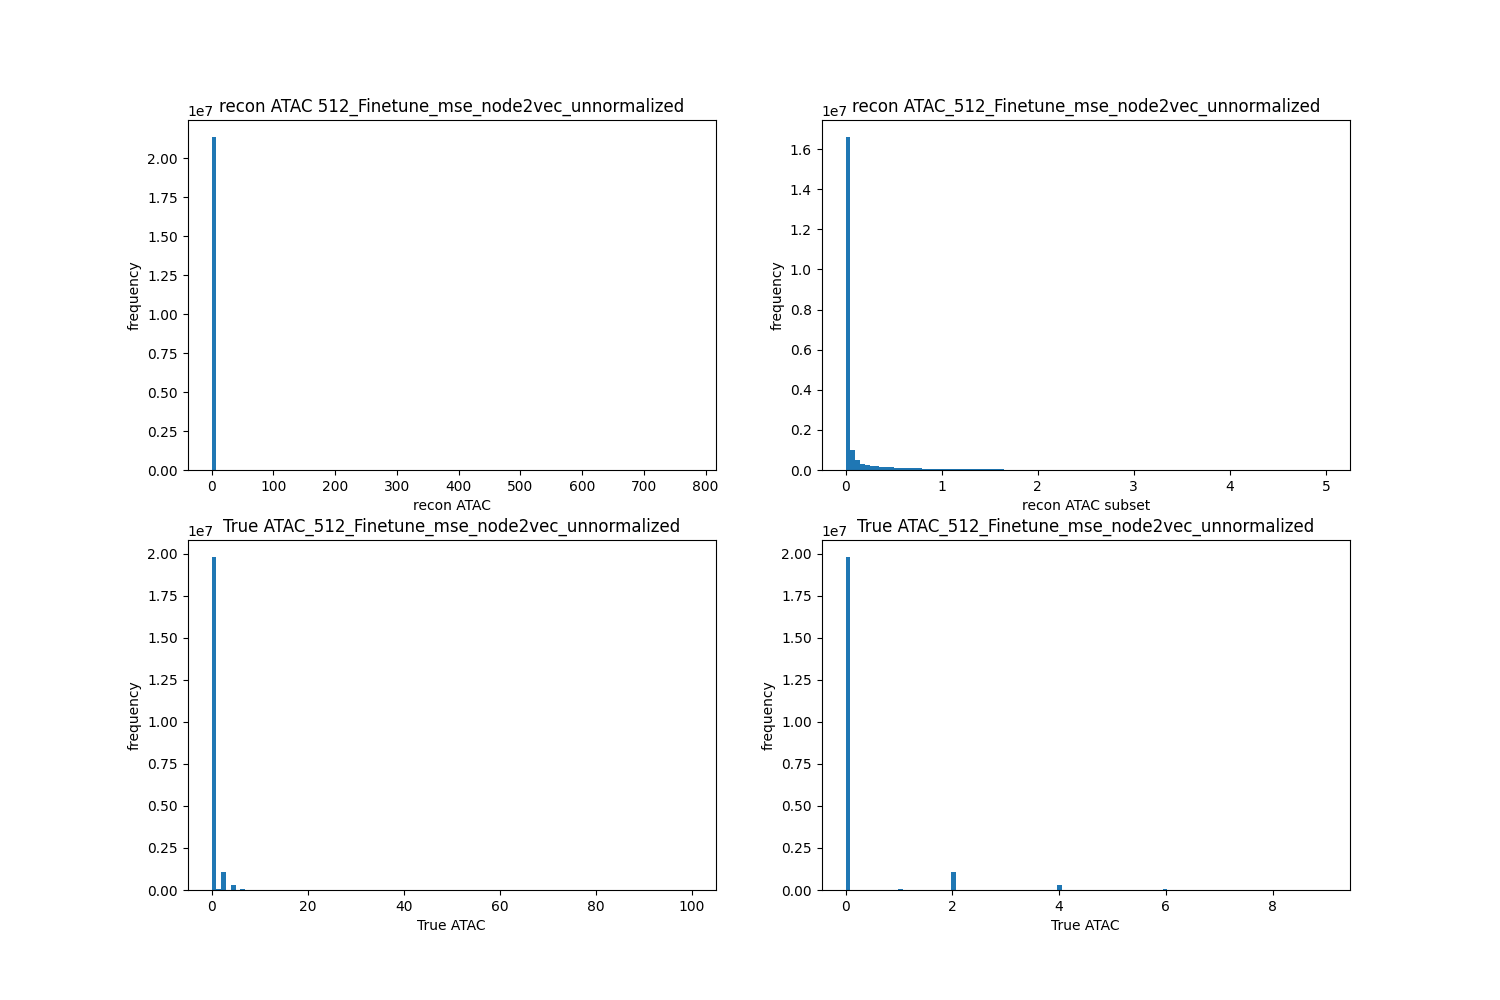 recon ATAC 512_Finetune_mse_node2vec_unnormalized
1e7
2.00
1.75
1.50
1.25
1.00
0.75
0.50
0.25
0.00
frequency
0 100 200 300 400 500 600 700 800
recon ATAC
recon ATAC_512_Finetune_mse_node2vec_unnormalized
1e7
1.6
1.4
1.2
1.0
0.8
0.6
0.4
0.2
0.0
frequency
0 1 2 3 4 5
recon ATAC subset
True ATAC_512_Finetune_mse_node2vec_unnormalized
1e7
2.00
1.75
1.50
1.25
1.00
0.75
0.50
0.25
0.00
frequency
0 20 40 60 80 100
True ATAC
True ATAC_512_Finetune_mse_node2vec_unnormalized
1e7
2.00
1.75
1.50
1.25
1.00
0.75
0.50
0.25
0.00
frequency
0 2 4 6 8
True ATAC